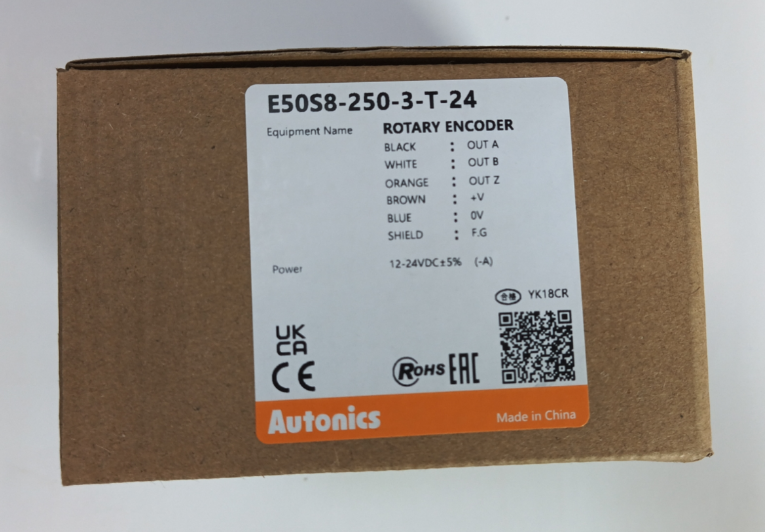 E50S8-250-3-T-24
Equipment Name ROTARY ENCODER
BLACK : OUT A
WHITE : OUT B
ORANGE : OUT Z
BROWN : +V
BLUE : 0V
SHIELD : F.G
Power 12-24VDC±5% (-A)
合格 YK18CR
UK
CA
CE
RoHS EAC
Autonics Made in China